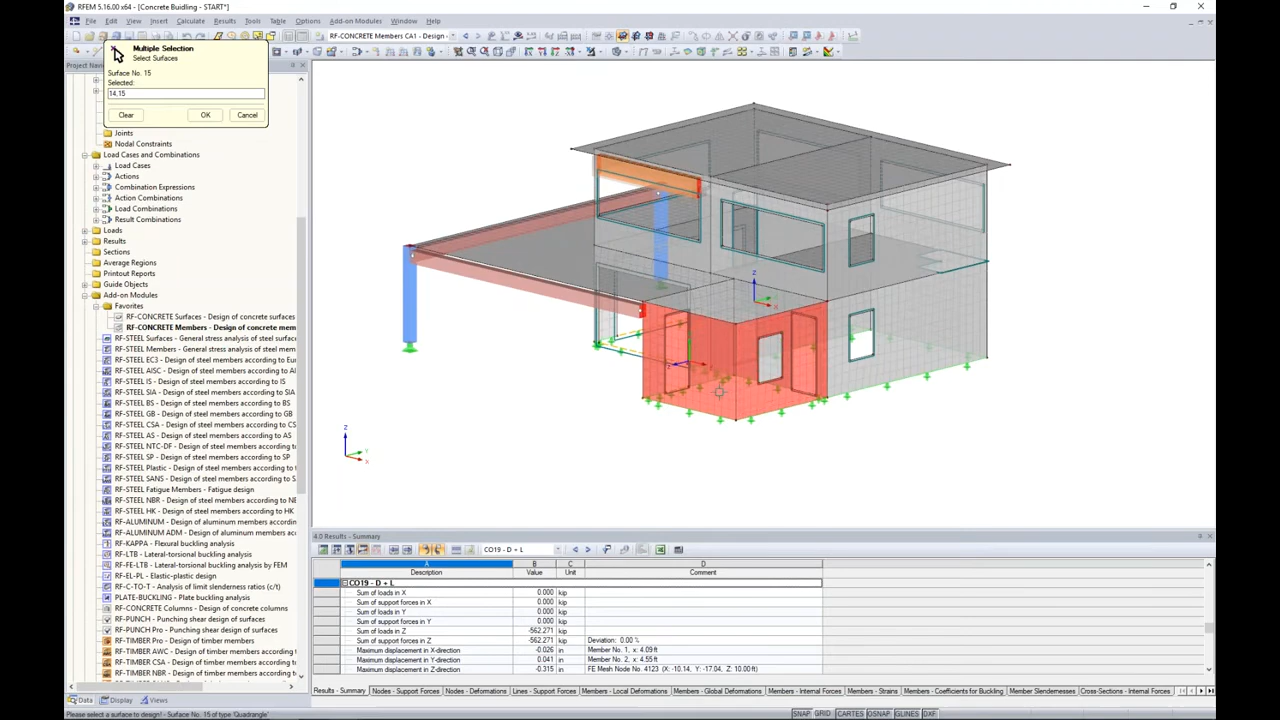 RFEM 5.16.00 x64 - [Concrete Buidling - START*]
File Edit View Insert Calculate Results Tools Table Options Add-on Modules Window Help
RF-CONCRETE Members CA1 - Design
Multiple Selection
Select Surfaces
Surface No. 15
Selected:
14,15
Clear OK Cancel
Project Nav
Joints
Nodal Constraints
Load Cases and Combinations
Load Cases
Actions
Combination Expressions
Action Combinations
Load Combinations
Result Combinations
Loads
Results
Sections
Average Regions
Printout Reports
Guide Objects
Add-on Modules
Favorites
RF-CONCRETE Surfaces - Design of concrete surfaces
RF-CONCRETE Members - Design of concrete mem
RF-STEEL Surfaces - General stress analysis of steel surface
RF-STEEL Members - General stress analysis of steel memb
RF-STEEL EC3 - Design of steel members according to Eur
RF-STEEL AISC - Design of steel members according to AI
RF-STEEL IS - Design of steel members according to IS
RF-STEEL SIA - Design of steel members according to SIA
RF-STEEL BS - Design of steel members according to BS
RF-STEEL GB - Design of steel members according to GB
RF-STEEL CSA - Design of steel members according to CS
RF-STEEL AS - Design of steel members according to AS
RF-STEEL NTC-DF - Design of steel members according to
RF-STEEL SP - Design of steel members according to SP
RF-STEEL Plastic - Design of steel members according to
RF-STEEL SANS - Design of steel members according to S
RF-STEEL Fatigue Members - Fatigue design
RF-STEEL NBR - Design of steel members according to NE
RF-STEEL HK - Design of steel members according to HK
RF-ALUMINUM - Design of aluminum members accordin
RF-ALUMINUM ADM - Design of aluminum members acc
RF-KAPPA - Flexural buckling analysis
RF-LTB - Lateral-torsional buckling analysis
RF-FE-LTB - Lateral-torsional buckling analysis by FEM
RF-EL-PL - Elastic-plastic design
RF-C-TO-T - Analysis of limit slenderness ratios (c/t)
PLATE-BUCKLING - Plate buckling analysis
RF-CONCRETE Columns - Design of concrete columns
RF-PUNCH Pro - Punching shear design of surfaces
RF-TIMBER Pro - Design of timber members
RF-TIMBER AWC - Design of timber members according t
RF-TIMBER CSA - Design of timber members according to
RF-TIMBER NBR - Design of timber members according to
Data Display Views
Z
Y
X
4.0 Results - Summary
CO19 - D + L
A B C D
Description Value Unit Comment
CO19 - D + L
Sum of loads in X 0.000 kip
Sum of support forces in X 0.000 kip
Sum of loads in Y 0.000 kip
Sum of support forces in Y 0.000 kip
Sum of loads in Z -562.271 kip
Sum of support forces in Z -562.271 kip Deviation: 0.00 %
Maximum displacement in X-direction -0.026 in Member No. 1, x: 4.09 ft
Maximum displacement in Y-direction 0.041 in Member No. 2, x: 4.55 ft
Maximum displacement in Z-direction -0.315 in FE Mesh Node No. 4123 (X: -10.14, Y: -17.04, Z: 10.00 ft)
Results - Summary Nodes - Support Forces Nodes - Deformations Lines - Support Forces Members - Local Deformations Members - Global Deformations Members - Internal Forces Members - Strains Members - Coefficients for Buckling Member Slendernesses Cross-Sections - Internal Forces
Please select a surface to design! - Surface No. 15 of type 'Quadrangle'
SNAP GRID CARTES OSNAP GLINES DXF